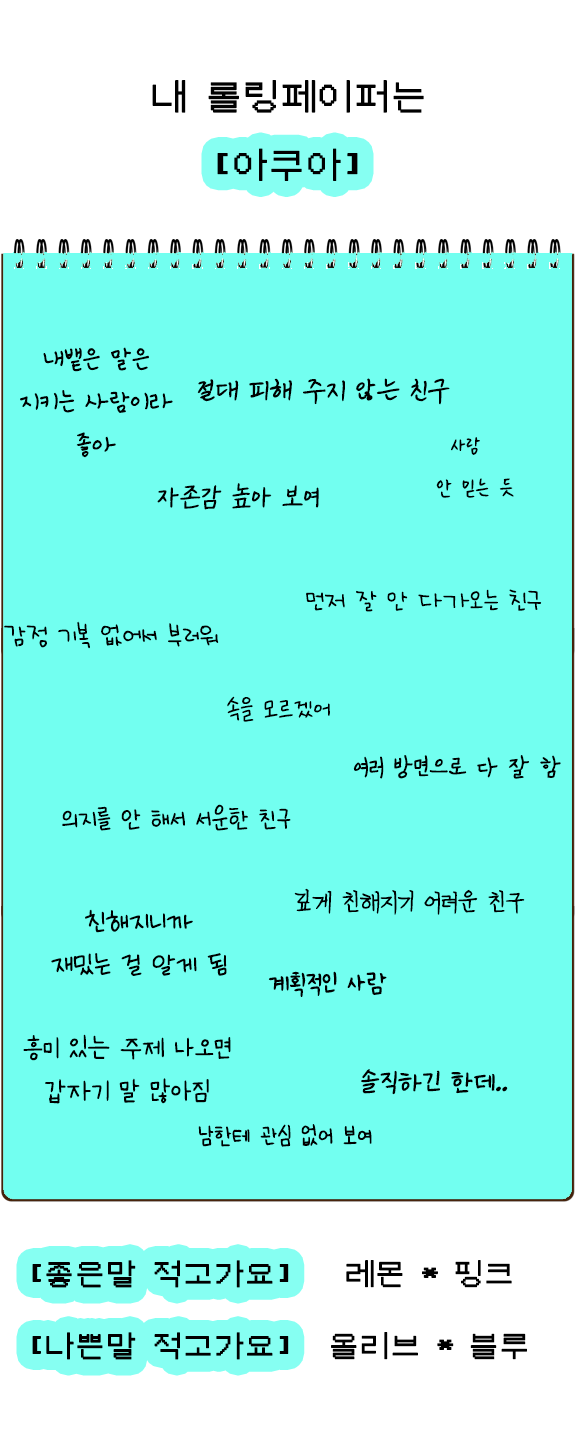 내 롤링페이퍼는
[아쿠아]
내뱉은 말은
지키는 사람이라
좋아
절대 피해 주지 않는 친구
사람
안 믿는 듯
자존감 높아 보여
먼저 잘 안 다가오는 친구
감정 기복 없어서 부러워
속을 모르겠어
여러 방면으로 다 잘 함
의지를 안 해서 서운한 친구
깊게 친해지기 어려운 친구
친해지니까
재밌는 걸 알게 됨
계획적인 사람
흥미 있는 주제 나오면
갑자기 말 많아짐
솔직하긴 한데..
남한테 관심 없어 보여
[좋은말 적고가요] 레몬 * 핑크
[나쁜말 적고가요] 올리브 * 블루